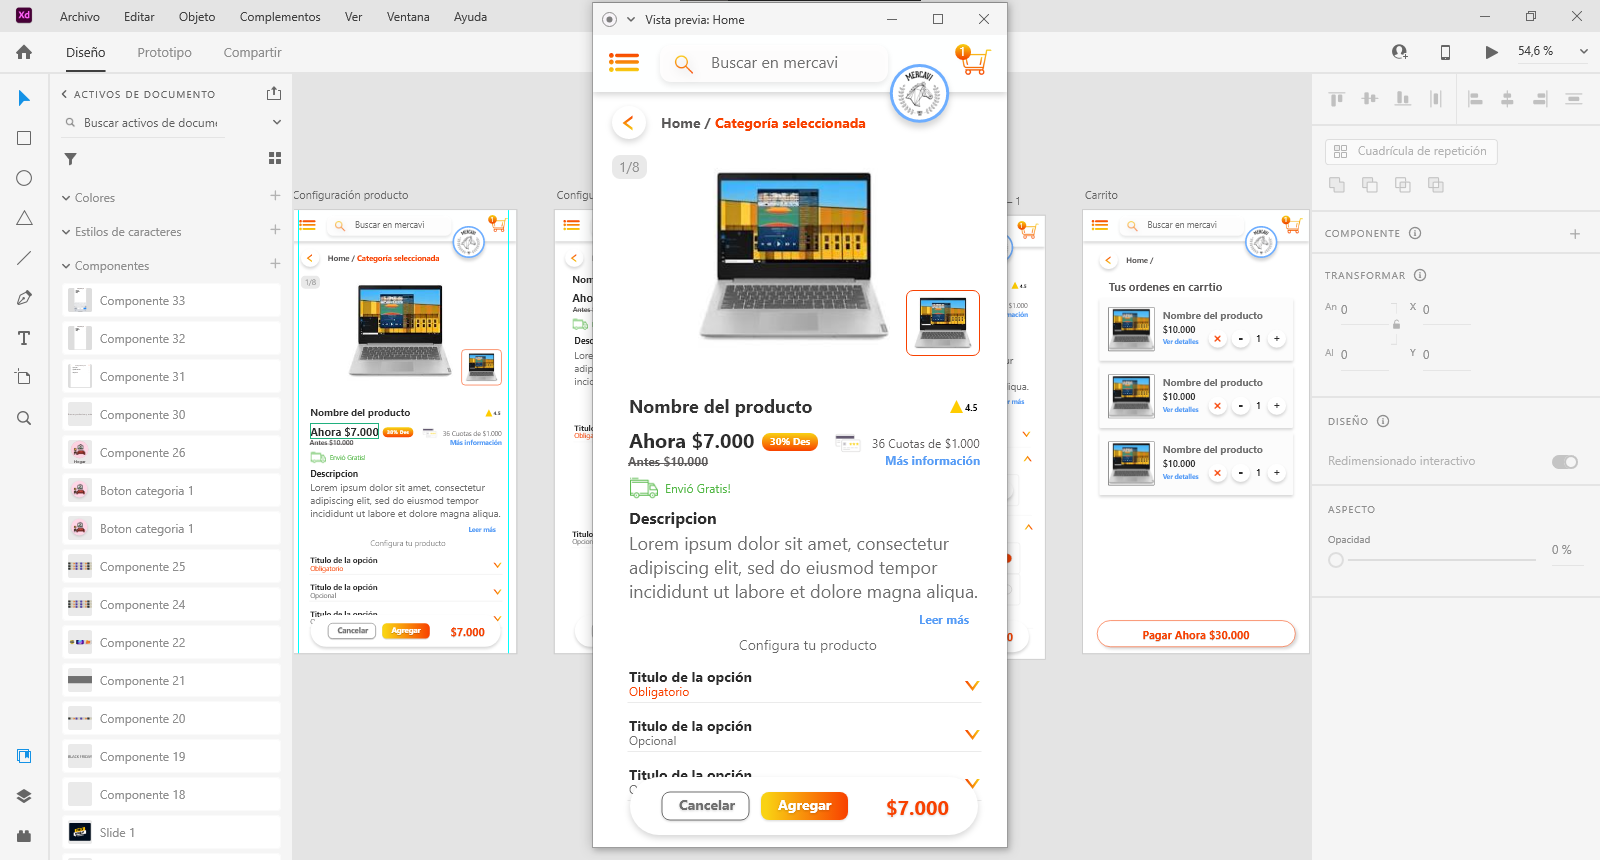 Xd Archivo Editar Objeto Complementos Ver Ventana Ayuda
Diseño Prototipo Compartir
54,6 %
ACTIVOS DE DOCUMENTO
Buscar activos de docum
Colores
Estilos de caracteres
Componentes
Componente 33
Componente 32
Componente 31
Componente 30
Componente 26
Boton categoria 1
Boton categoria 1
Componente 25
Componente 24
Componente 22
Componente 21
Componente 20
Componente 19
Componente 18
Slide 1
Configuración producto
1
Buscar en mercavi
MERCAVI
Home / Categoría seleccionada
1/8
Nombre del producto
4.5
Ahora $7.000
30% Des
36 Cuotas de $1.000
Antes $10.000
Más información
Envió Gratis!
Descripcion
Lorem ipsum dolor sit amet, consectetur
adipiscing elit, sed do eiusmod tempor
incididunt ut labore et dolore magna aliqua.
Leer más
Configura tu producto
Titulo de la opción
Obligatorio
Titulo de la opción
Opcional
Titulo de la opción
Cancelar
Agregar
$7.000
Vista previa: Home
1
Buscar en mercavi
MERCAVI
Home / Categoría seleccionada
1/8
Nombre del producto
4.5
Ahora $7.000
30% Des
36 Cuotas de $1.000
Antes $10.000
Más información
Envió Gratis!
Descripcion
Lorem ipsum dolor sit amet, consectetur
adipiscing elit, sed do eiusmod tempor
incididunt ut labore et dolore magna aliqua.
Leer más
Configura tu producto
Titulo de la opción
Obligatorio
Titulo de la opción
Opcional
Titulo de la opción
Cancelar
Agregar
$7.000
– 1
Carrito
1
Buscar en mercavi
MERCAVI
Home /
Tus ordenes en carrtio
Nombre del producto
$10.000
Ver detalles
× - 1 +
Nombre del producto
$10.000
Ver detalles
× - 1 +
Nombre del producto
$10.000
Ver detalles
× - 1 +
Pagar Ahora $30.000
Cuadrícula de repetición
COMPONENTE
TRANSFORMAR
An 0 X 0
Al 0 Y 0
DISEÑO
Redimensionado interactivo
ASPECTO
Opacidad
0 %